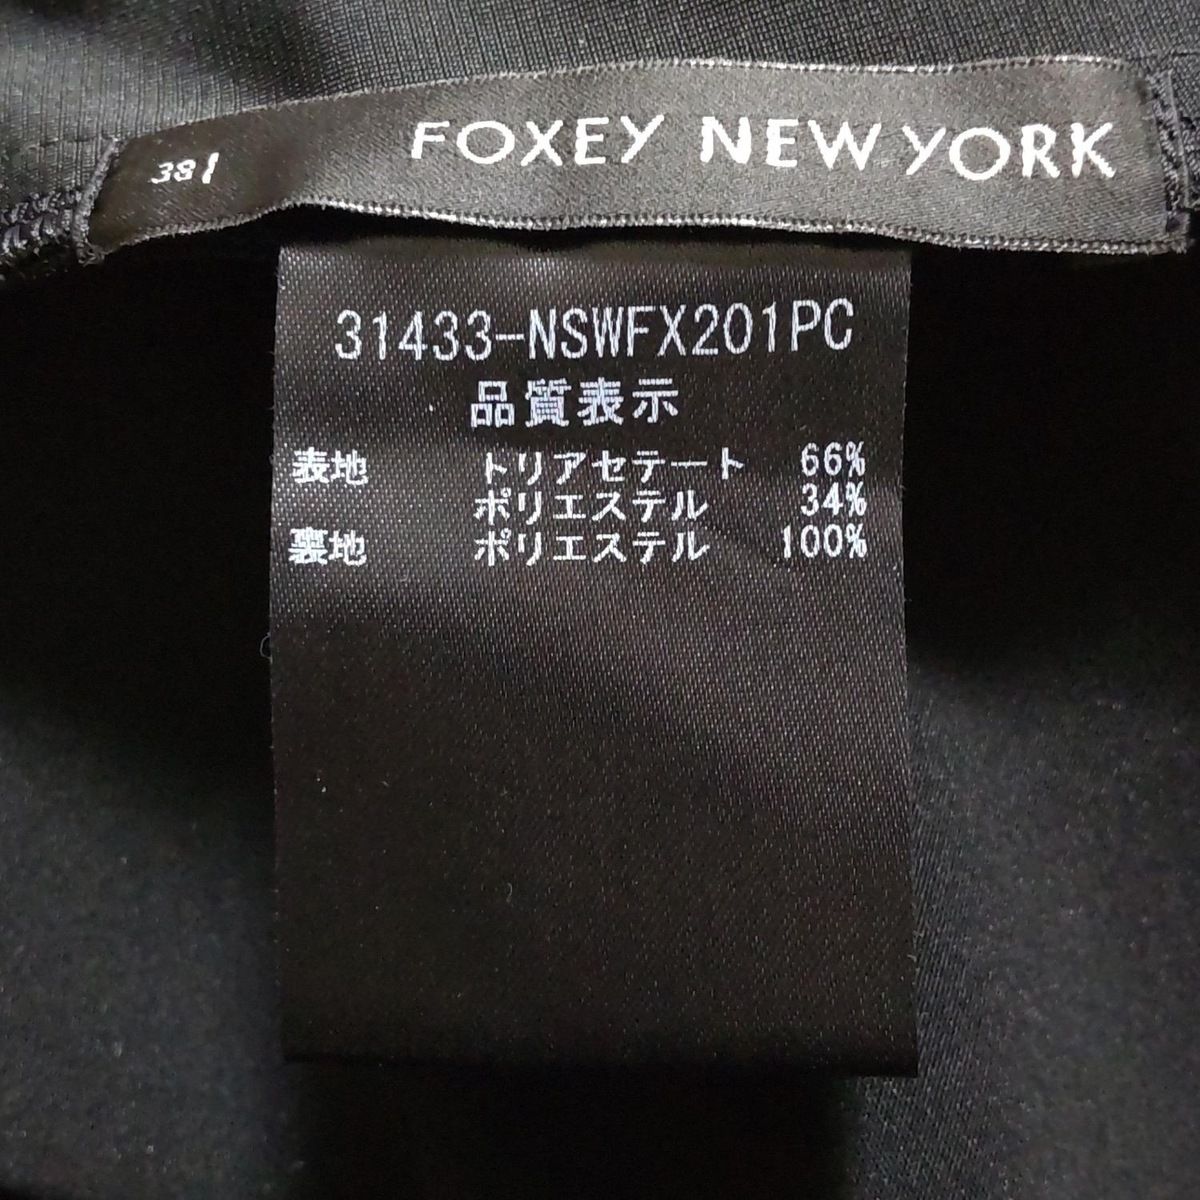 FOXEY NEW YORK
38
31433-NSWFX201PC
品質表示
表地 トリアセテート 66%
ポリエステル 34%
裏地 ポリエステル 100%